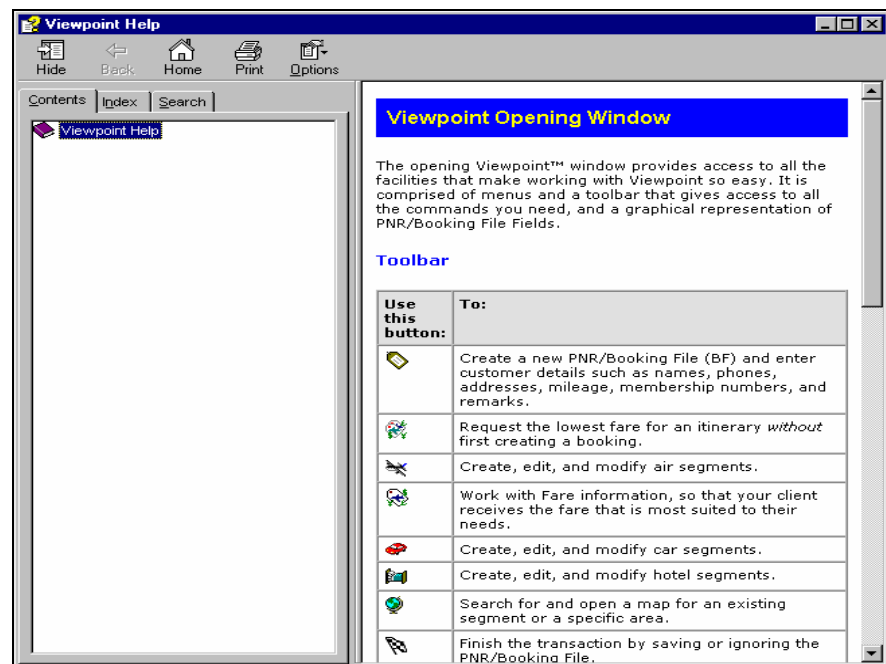 Viewpoint Help
Hide Back Home Print Options
Contents Index Search
Viewpoint Help
Viewpoint Opening Window
The opening Viewpoint™ window provides access to all the
facilities that make working with Viewpoint so easy. It is
comprised of menus and a toolbar that gives access to all
the commands you need, and a graphical representation of
PNR/Booking File Fields.
Toolbar
Use
this
button:
To:
Create a new PNR/Booking File (BF) and enter
customer details such as names, phones,
addresses, mileage, membership numbers, and
remarks.
Request the lowest fare for an itinerary without
first creating a booking.
Create, edit, and modify air segments.
Work with Fare information, so that your client
receives the fare that is most suited to their
needs.
Create, edit, and modify car segments.
Create, edit, and modify hotel segments.
Search for and open a map for an existing
segment or a specific area.
Finish the transaction by saving or ignoring the
PNR/Booking File.